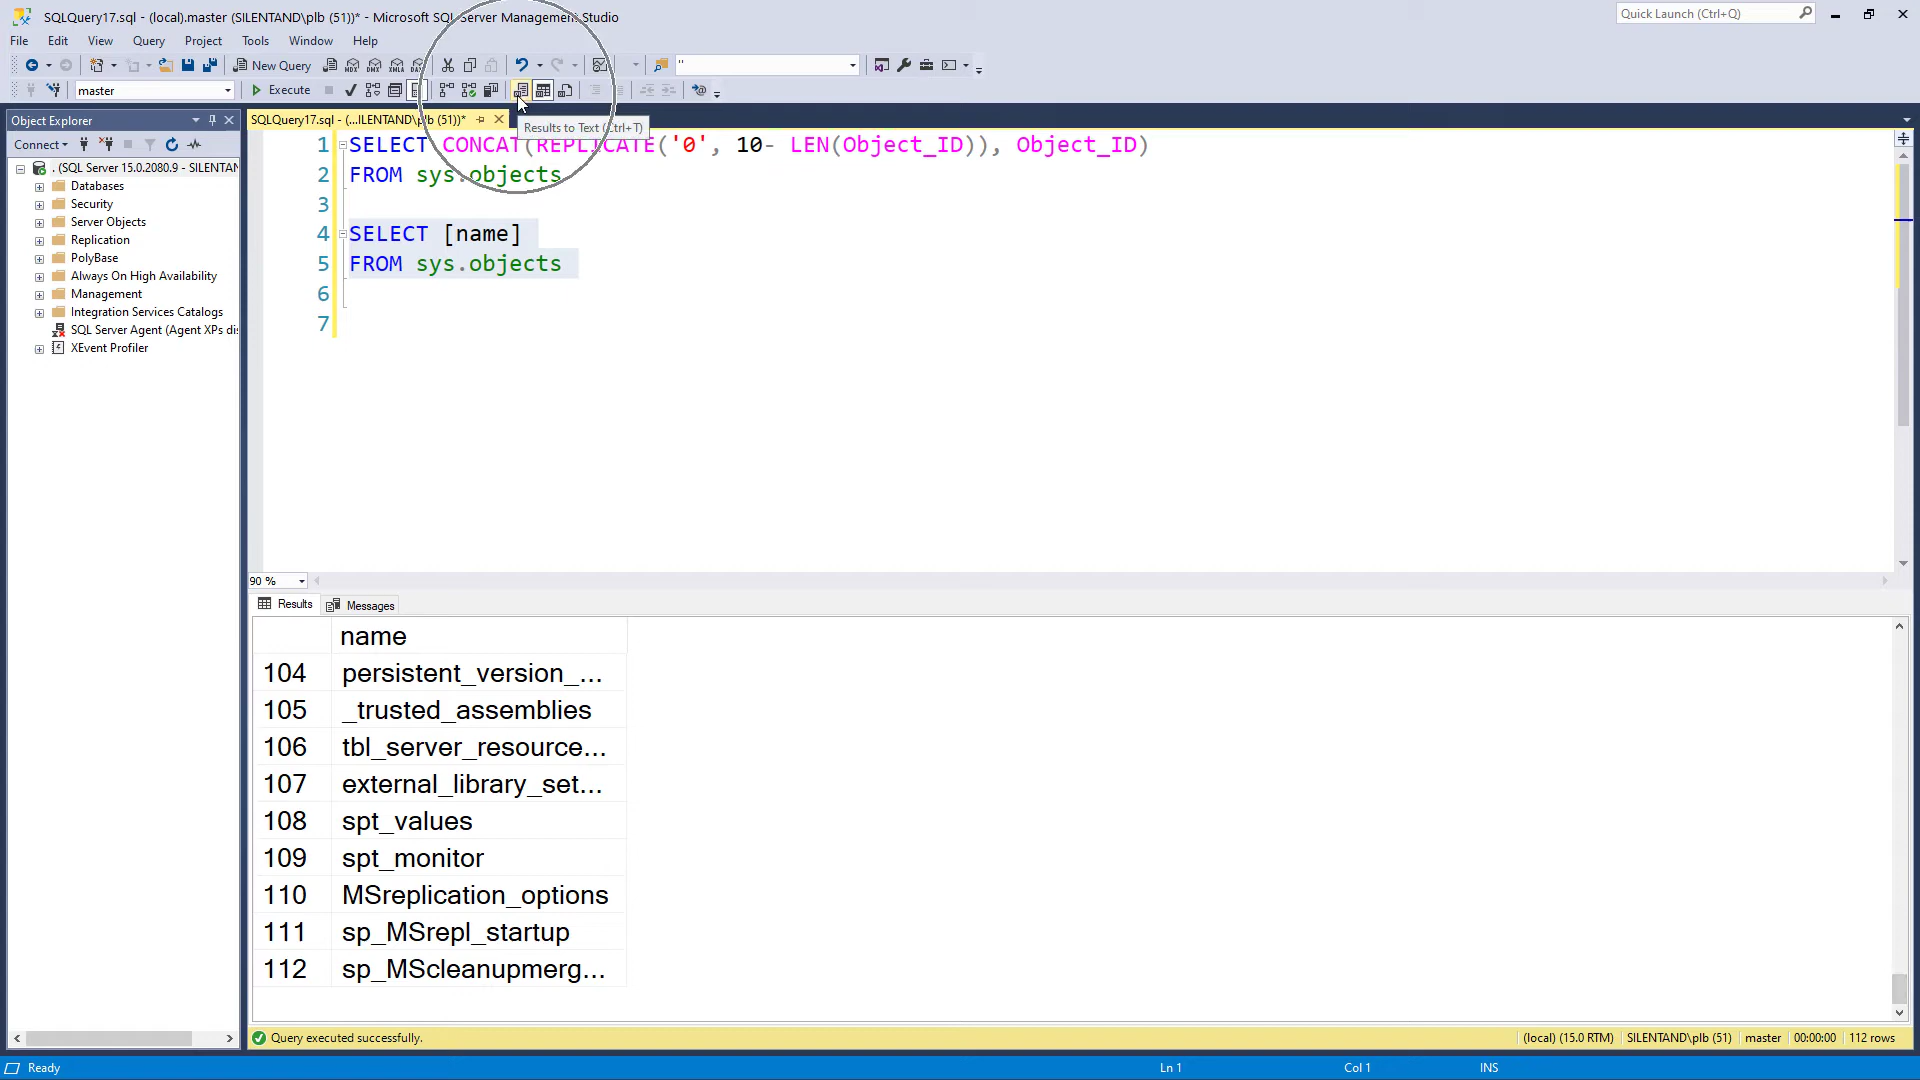 SQLQuery17.sql - (local).master (SILENTAND\plb (51))* - Microsoft SQL Server Management Studio
Quick Launch (Ctrl+Q)
File Edit View Query Project Tools Window Help
New Query
MDX DMX XMLA DAX
"
master
Execute
Object Explorer
SQLQuery17.sql - (...ILENTAND\plb (51))*
Results to Text (Ctrl+T)
Connect
. (SQL Server 15.0.2080.9 - SILENTAN
Databases
Security
Server Objects
Replication
PolyBase
Always On High Availability
Management
Integration Services Catalogs
SQL Server Agent (Agent XPs dis
XEvent Profiler
1 SELECT CONCAT(REPLICATE('0', 10- LEN(Object_ID)), Object_ID)
2 FROM sys.objects
3
4 SELECT [name]
5 FROM sys.objects
6
7
90 %
Results Messages
name
104 persistent_version_...
105 _trusted_assemblies
106 tbl_server_resource...
107 external_library_set...
108 spt_values
109 spt_monitor
110 MSreplication_options
111 sp_MSrepl_startup
112 sp_MScleanupmerg...
Query executed successfully.
(local) (15.0 RTM) SILENTAND\plb (51) master 00:00:00 112 rows
Ready
Ln 1 Col 1 INS